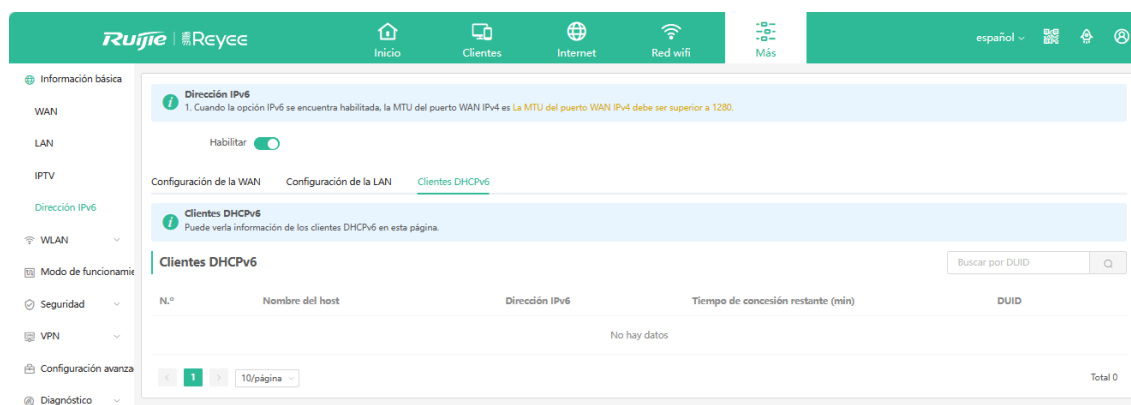 Ruijie | Reyee
Inicio
Clientes
Internet
Red wifi
Más
español
Información básica
WAN
LAN
IPTV
Dirección IPv6
WLAN
Modo de funcionamie
Seguridad
VPN
Configuración avanza
Diagnóstico
Dirección IPv6
1. Cuando la opción IPv6 se encuentra habilitada, la MTU del puerto WAN IPv4 es La MTU del puerto WAN IPv4 debe ser superior a 1280.
Habilitar
Configuración de la WAN Configuración de la LAN Clientes DHCPv6
Clientes DHCPv6
Puede verla información de los clientes DHCPv6 en esta página.
Clientes DHCPv6
Buscar por DUID
N.º Nombre del host Dirección IPv6 Tiempo de concesión restante (min) DUID
No hay datos
1 10/página Total 0